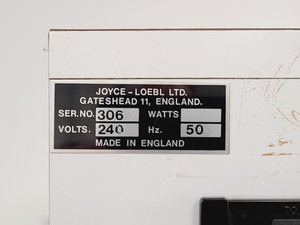 JOYCE - LOEBL LTD.
GATESHEAD 11, ENGLAND.
SER.NO. 306 WATTS
VOLTS. 240 Hz. 50
MADE IN ENGLAND